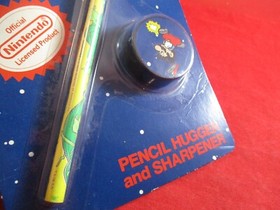 Official
Nintendo
Licensed Product
PENCIL HUGGER
and SHARPENER